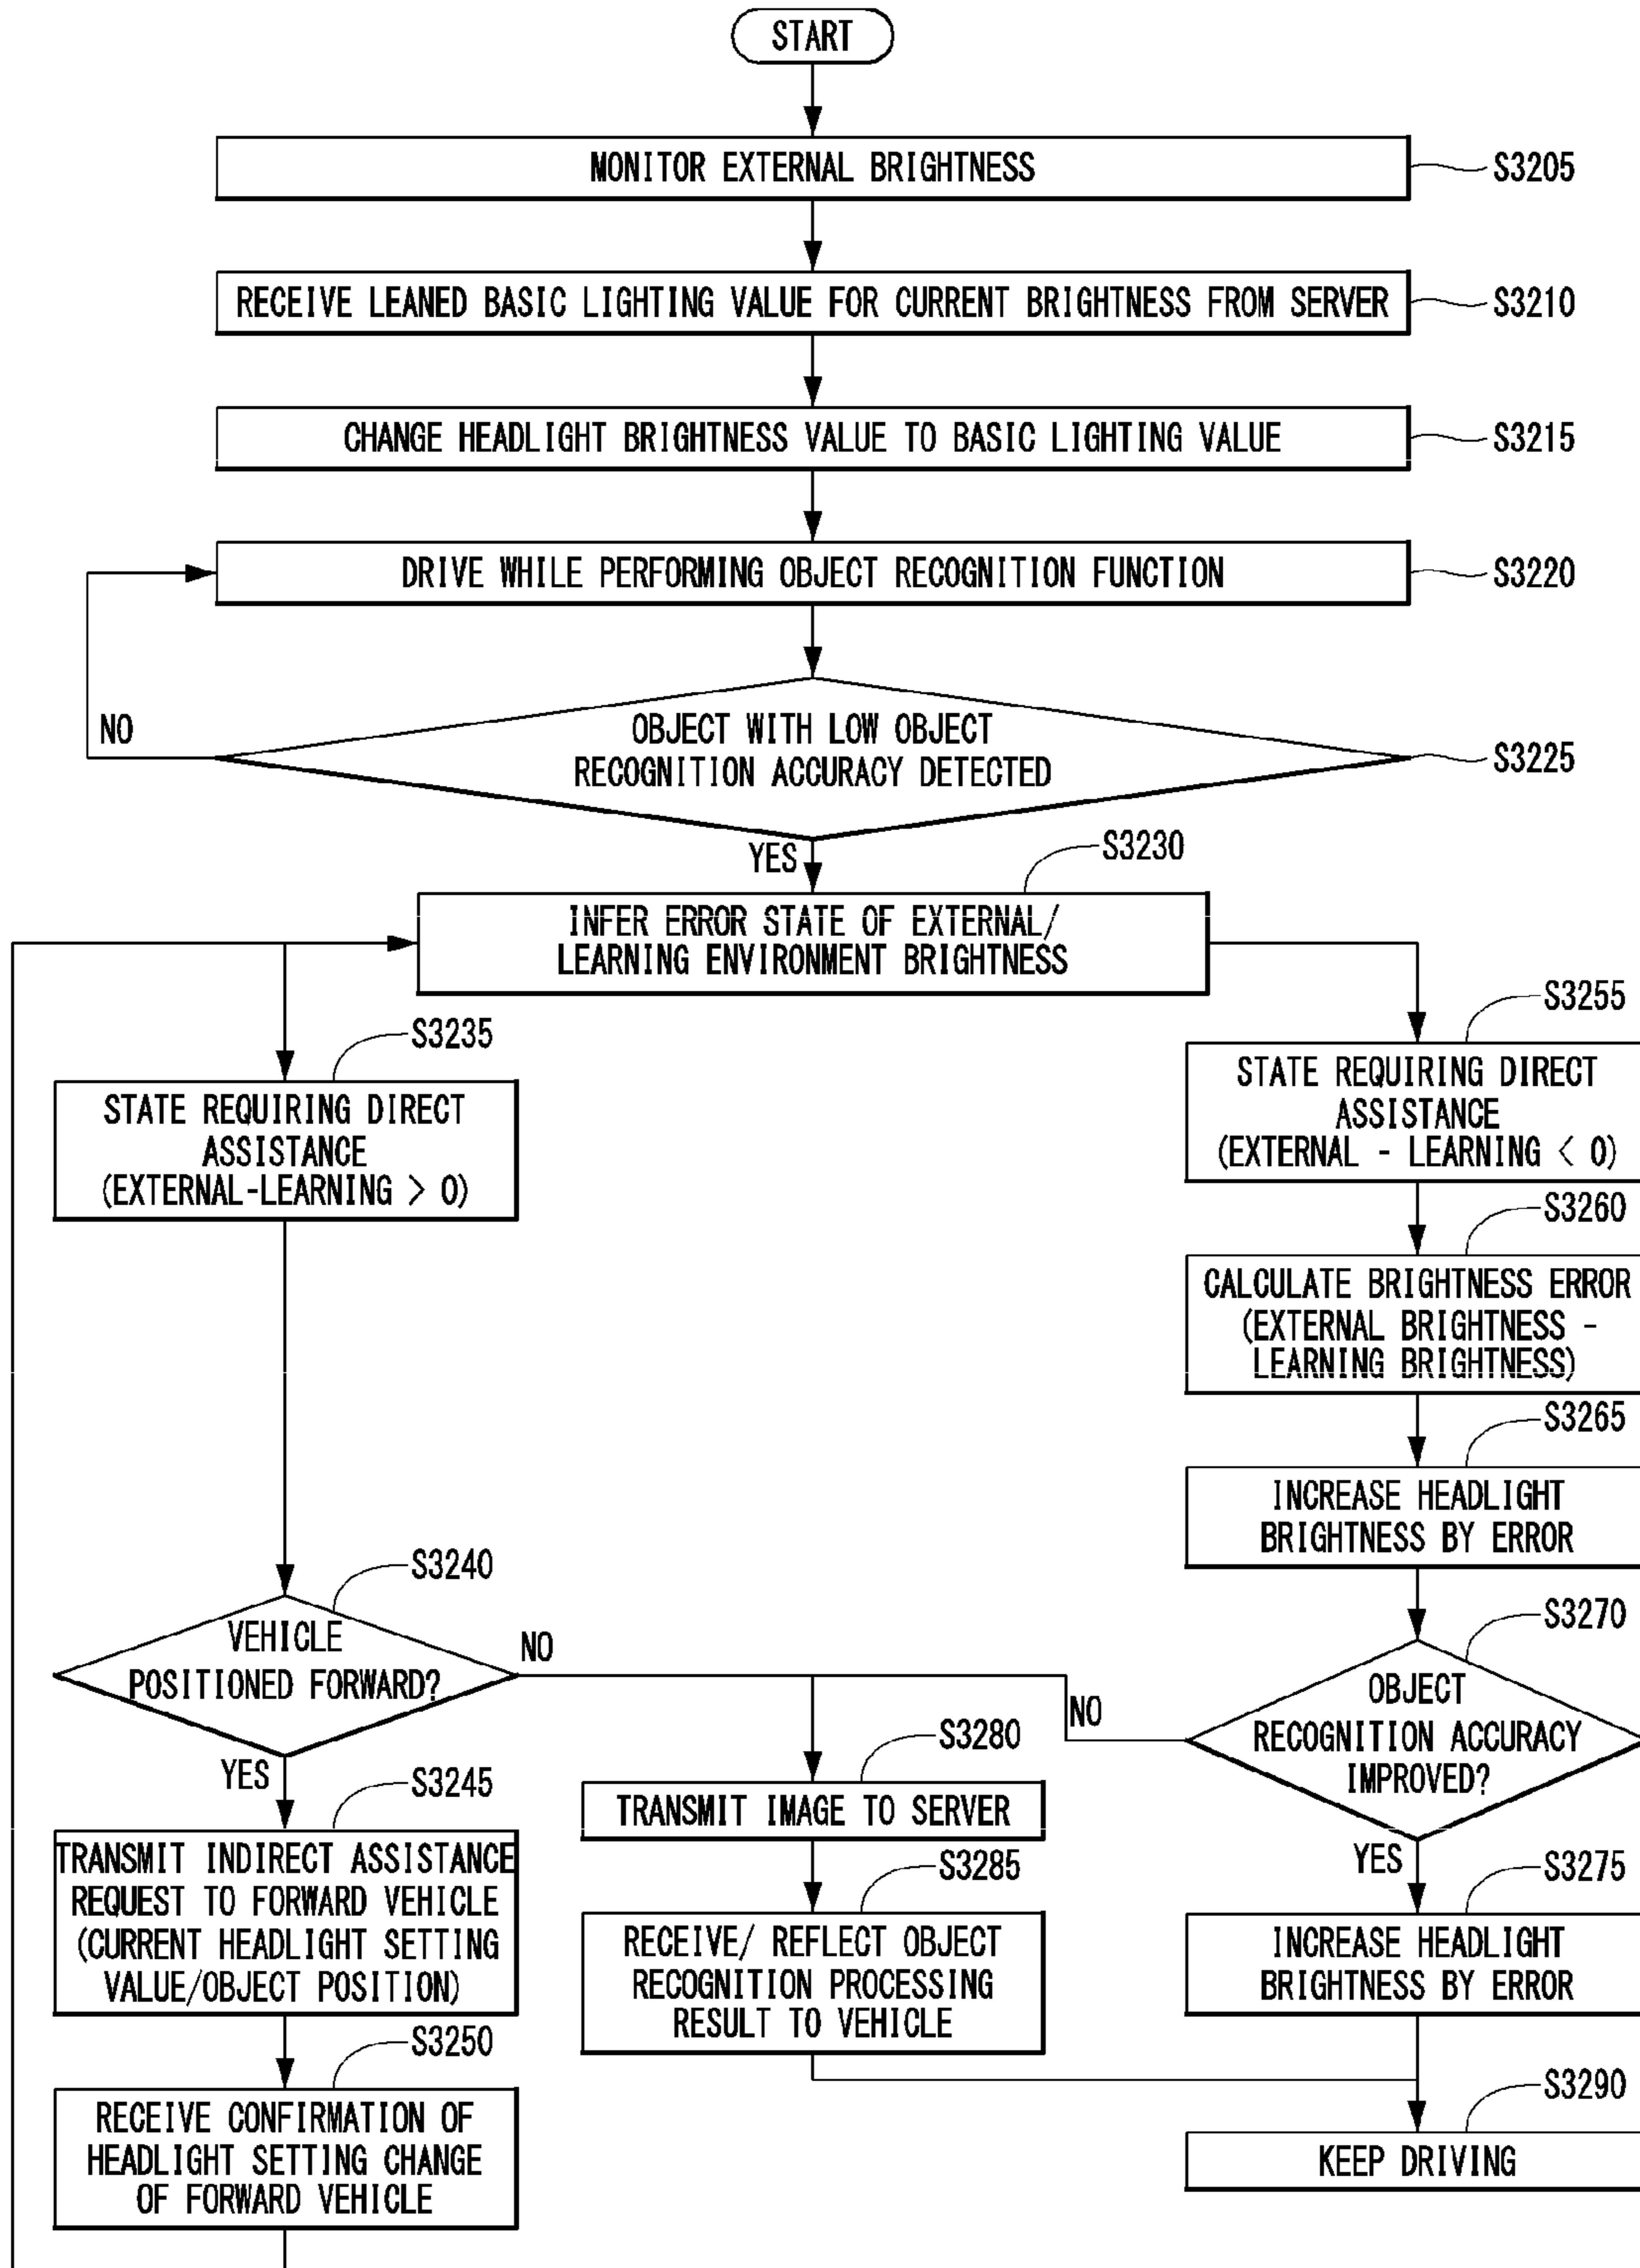 START
MONITOR EXTERNAL BRIGHTNESS
S3205
RECEIVE LEANED BASIC LIGHTING VALUE FOR CURRENT BRIGHTNESS FROM SERVER
S3210
CHANGE HEADLIGHT BRIGHTNESS VALUE TO BASIC LIGHTING VALUE
S3215
DRIVE WHILE PERFORMING OBJECT RECOGNITION FUNCTION
S3220
NO
OBJECT WITH LOW OBJECT
RECOGNITION ACCURACY DETECTED
S3225
YES
S3230
INFER ERROR STATE OF EXTERNAL/
LEARNING ENVIRONMENT BRIGHTNESS
S3235
STATE REQUIRING DIRECT
ASSISTANCE
(EXTERNAL-LEARNING > 0)
S3255
STATE REQUIRING DIRECT
ASSISTANCE
(EXTERNAL - LEARNING < 0)
S3260
CALCULATE BRIGHTNESS ERROR
(EXTERNAL BRIGHTNESS -
LEARNING BRIGHTNESS)
S3265
INCREASE HEADLIGHT
BRIGHTNESS BY ERROR
S3240
VEHICLE
POSITIONED FORWARD?
NO
YES
S3270
OBJECT
RECOGNITION ACCURACY
IMPROVED?
NO
YES
S3245
TRANSMIT INDIRECT ASSISTANCE
REQUEST TO FORWARD VEHICLE
(CURRENT HEADLIGHT SETTING
VALUE/OBJECT POSITION)
S3280
TRANSMIT IMAGE TO SERVER
S3285
RECEIVE/ REFLECT OBJECT
RECOGNITION PROCESSING
RESULT TO VEHICLE
S3275
INCREASE HEADLIGHT
BRIGHTNESS BY ERROR
S3250
RECEIVE CONFIRMATION OF
HEADLIGHT SETTING CHANGE
OF FORWARD VEHICLE
S3290
KEEP DRIVING